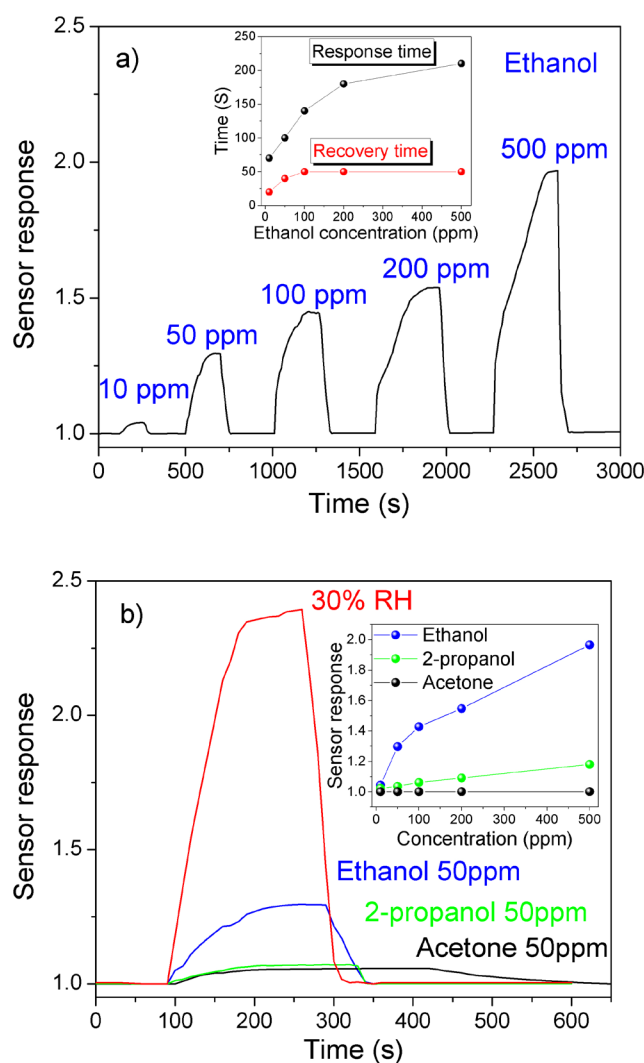 2.5
a)
Response time
Recovery time
Time (S)
250
200
150
100
50
0
0 100 200 300 400 500
Ethanol concentration (ppm)
Ethanol
500 ppm
200 ppm
100 ppm
50 ppm
10 ppm
Sensor response
2.0
1.5
1.0
0 500 1000 1500 2000 2500 3000
Time (s)
2.5
b)
30% RH
Ethanol
2-propanol
Acetone
Sensor response
2.0
1.8
1.6
1.4
1.2
1.0
0 100 200 300 400 500
Concentration (ppm)
Ethanol 50ppm
2-propanol 50ppm
Acetone 50ppm
Sensor response
2.0
1.5
1.0
0 100 200 300 400 500 600
Time (s)